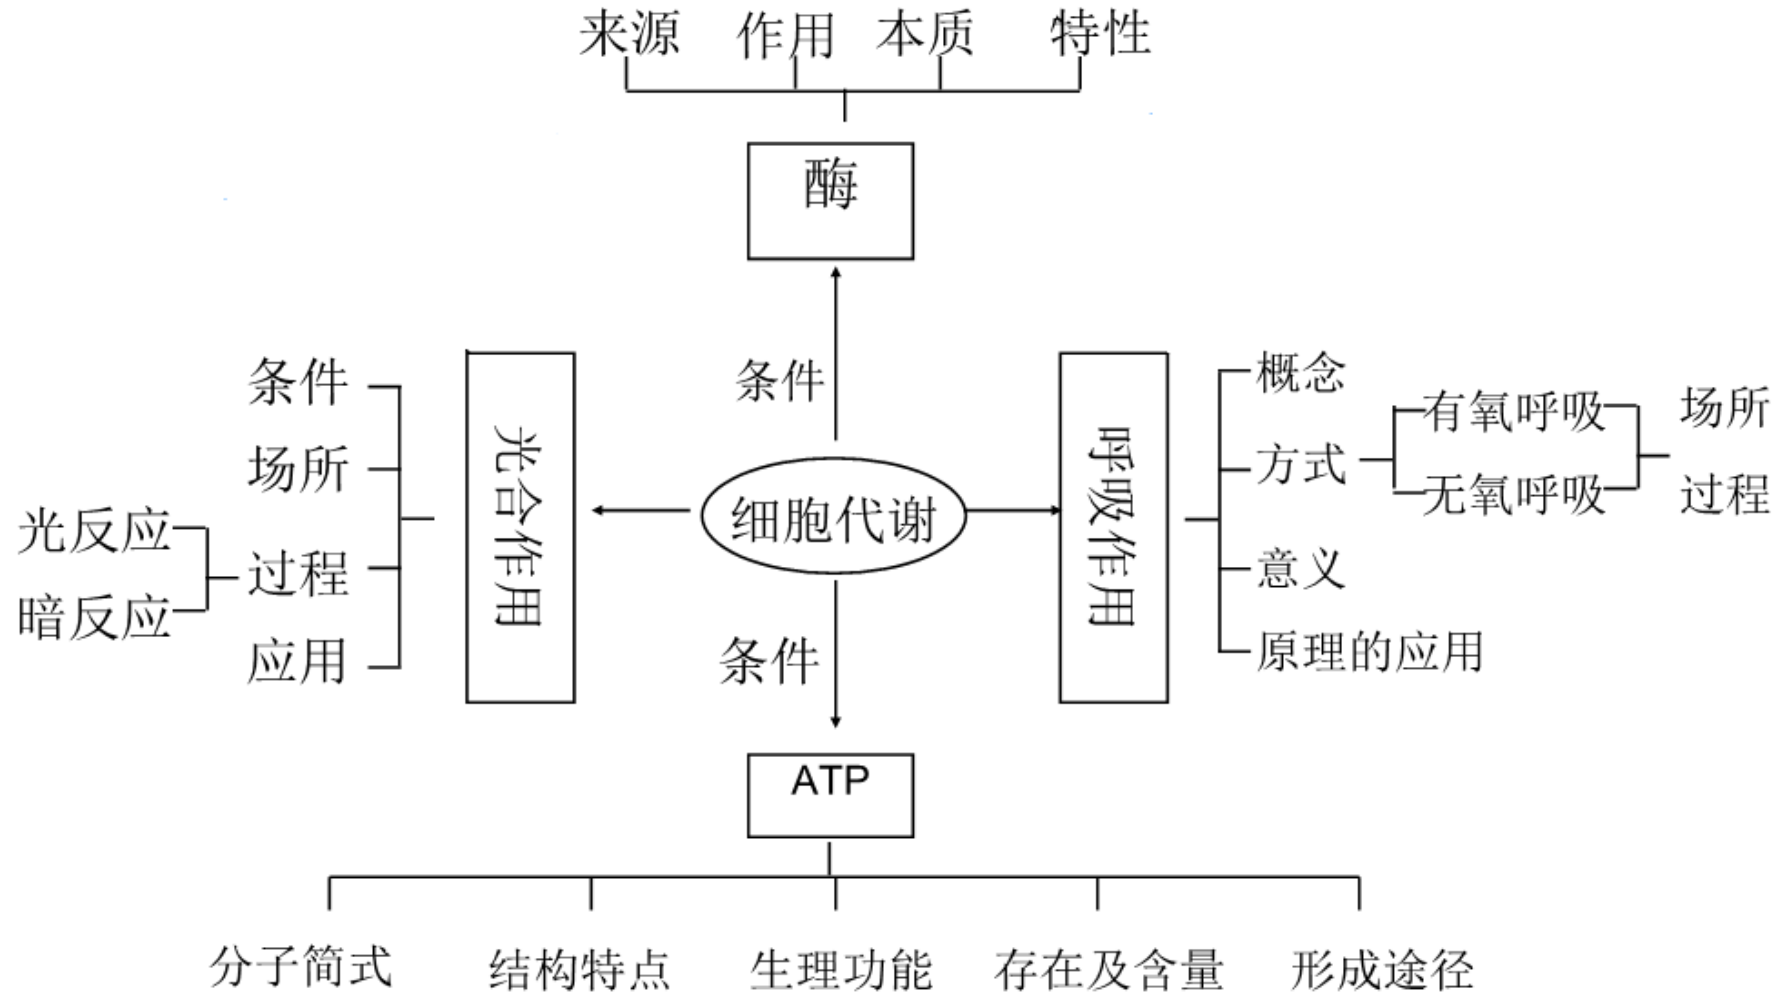 来源 作用 本质 特性
酶
条件
光合作用
条件
场所
过程
应用
光反应
暗反应
细胞代谢
呼吸作用
概念
方式
意义
原理的应用
有氧呼吸
无氧呼吸
场所
过程
条件
ATP
分子简式 结构特点 生理功能 存在及含量 形成途径